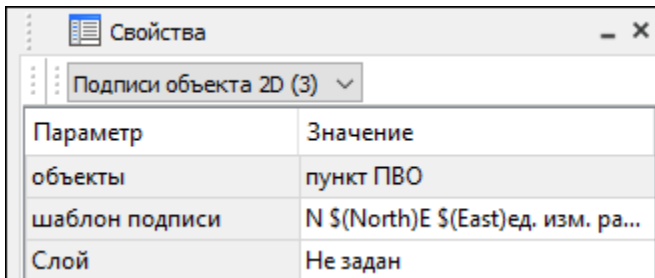 Свойства
Подписи объекта 2D (3)
Параметр Значение
объекты пункт ПВО
шаблон подписи N $(North)E $(East)ед. изм. ра...
Слой Не задан